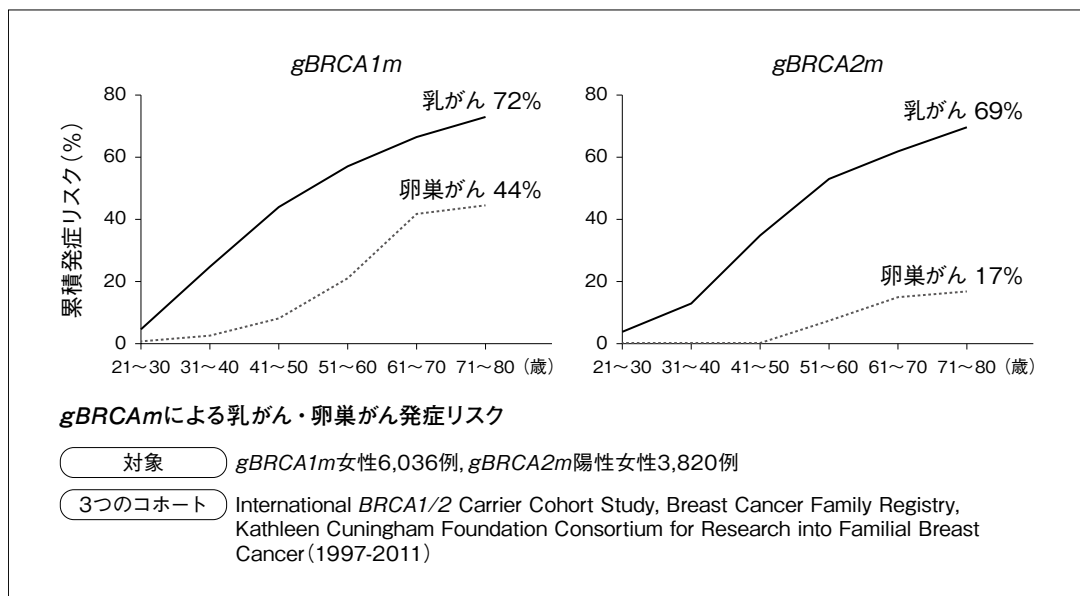 gBRCA1m
累積発症リスク(%)
80
60
40
20
0
乳がん 72%
卵巣がん 44%
21～30 31～40 41～50 51～60 61～70 71～80 (歳)
gBRCA2m
80
60
40
20
0
乳がん 69%
卵巣がん 17%
21～30 31～40 41～50 51～60 61～70 71～80 (歳)
gBRCAmによる乳がん・卵巣がん発症リスク
対象 gBRCA1m女性6,036例, gBRCA2m陽性女性3,820例
3つのコホート International BRCA1/2 Carrier Cohort Study, Breast Cancer Family Registry,
Kathleen Cuningham Foundation Consortium for Research into Familial Breast
Cancer(1997-2011)